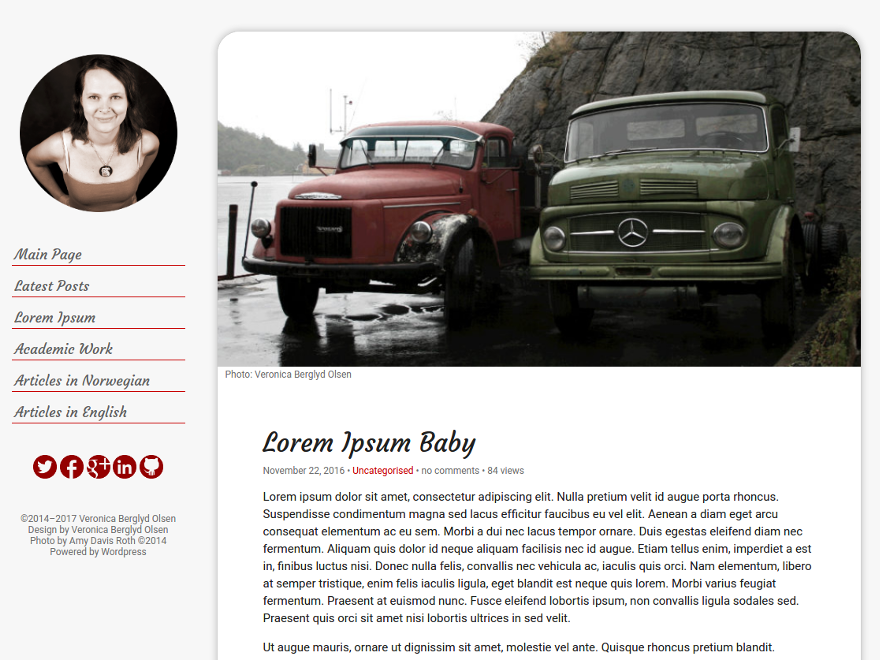 Main Page
Latest Posts
Lorem Ipsum
Academic Work
Articles in Norwegian
Articles in English
©2014–2017 Veronica Berglyd Olsen
Design by Veronica Berglyd Olsen
Photo by Amy Davis Roth ©2014
Powered by Wordpress
Photo: Veronica Berglyd Olsen
Lorem Ipsum Baby
November 22, 2016 • Uncategorised • no comments • 84 views
Lorem ipsum dolor sit amet, consectetur adipiscing elit. Nulla pretium velit id augue porta rhoncus.
Suspendisse condimentum magna sed lacus efficitur faucibus eu vel elit. Aenean a diam eget arcu
consequat elementum ac eu sem. Morbi a dui nec lacus tempor ornare. Duis egestas eleifend diam nec
fermentum. Aliquam quis dolor id neque aliquam facilisis nec id augue. Etiam tellus enim, imperdiet a est
in, finibus luctus nisi. Donec nulla felis, convallis nec vehicula ac, iaculis quis orci. Nam elementum, libero
at semper tristique, enim felis iaculis ligula, eget blandit est neque quis lorem. Morbi varius feugiat
fermentum. Praesent at euismod nunc. Fusce eleifend lobortis ipsum, non convallis ligula sodales sed.
Praesent quis orci sit amet nisi lobortis ultrices in sed velit.
Ut augue mauris, ornare ut dignissim sit amet, molestie vel ante. Quisque rhoncus pretium blandit.